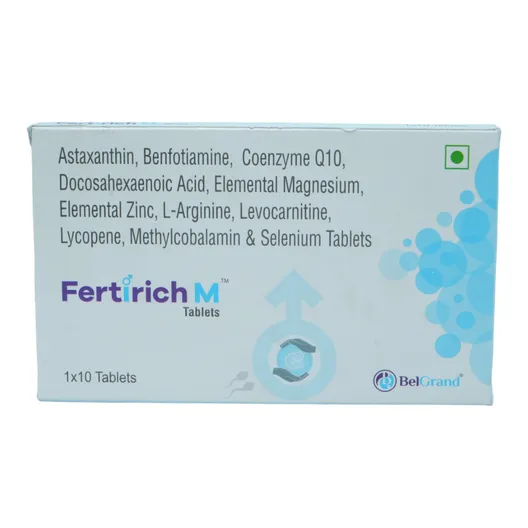 Astaxanthin, Benfotiamine, Coenzyme Q10,
Docosahexaenoic Acid, Elemental Magnesium,
Elemental Zinc, L-Arginine, Levocarnitine,
Lycopene, Methylcobalamin & Selenium Tablets
Fertirich M™
Tablets
1x10 Tablets
BelGrand®